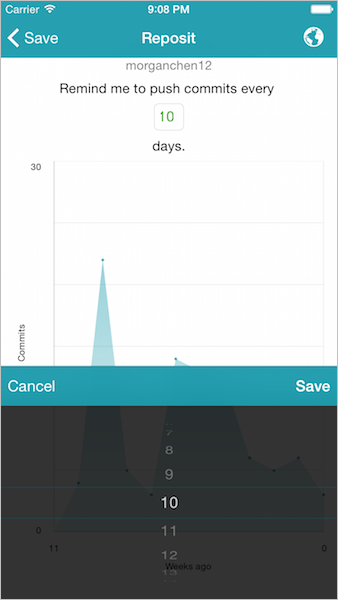 Carrier 9:08 PM
Save Reposit
morganchen12
Remind me to push commits every
10
days.
30
Commits
Cancel Save
7
8
9
10
11
12
13
0
11 0
Weeks ago